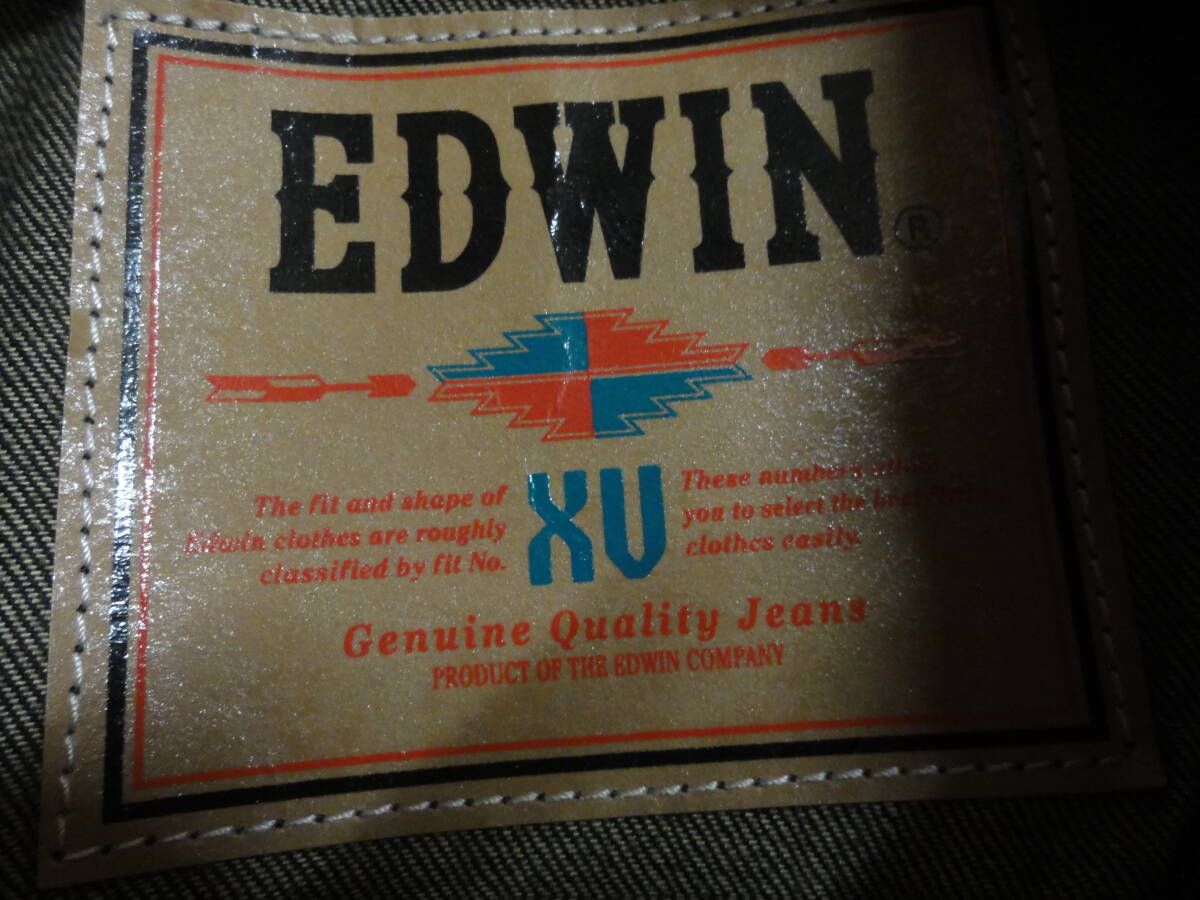 EDWIN ®
The fit and shape of
Edwin clothes are roughly
classified by fit No.
XV
These numbers
you to select the
clothes easily.
Genuine Quality Jeans
PRODUCT OF THE EDWIN COMPANY